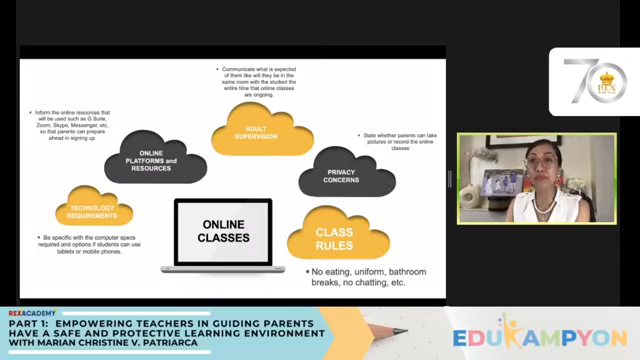 Communicate what is expected
of them like will they be in the
same room with the student the
entire time that online classes
are ongoing.
Inform the online resources that
will be used such as G Suite,
Zoom, Skype, Messenger, etc,
so that parents can prepare
ahead in signing up.
ADULT
SUPERVISION
State whether parents can take
pictures or record the online
classes
ONLINE
PLATFORMS and
RESOURCES
PRIVACY
CONCERNS
TECHNOLOGY
REQUIREMENTS
ONLINE
CLASSES
CLASS
RULES
Be specific with the computer specs
required and options if students can use
tablets or mobile phones.
No eating, uniform, bathroom
breaks, no chatting, etc.
70
REX
REXACADEMY
PART 1: EMPOWERING TEACHERS IN GUIDING PARENTS
HAVE A SAFE AND PROTECTIVE LEARNING ENVIRONMENT
WITH MARIAN CHRISTINE V. PATRIARCA
EDUKAMPYON